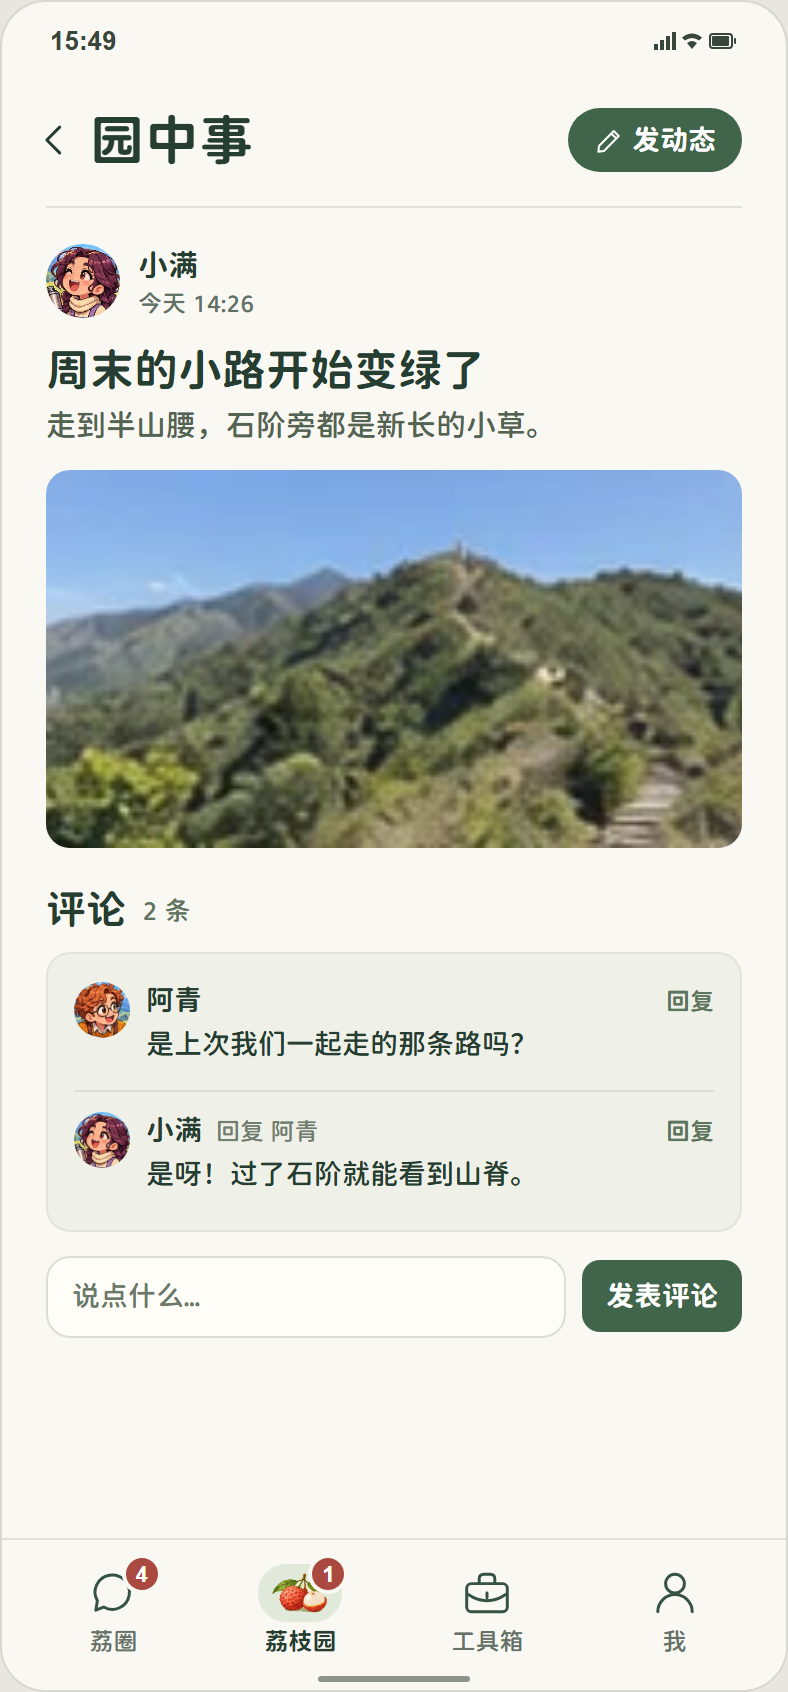 15:49
园中事
发动态
小满
今天 14:26
周末的小路开始变绿了
走到半山腰，石阶旁都是新长的小草。
评论 2 条
阿青 回复
是上次我们一起走的那条路吗？
小满 回复 阿青 回复
是呀！过了石阶就能看到山脊。
说点什么...
发表评论
4
1
荔圈
荔枝园
工具箱
我